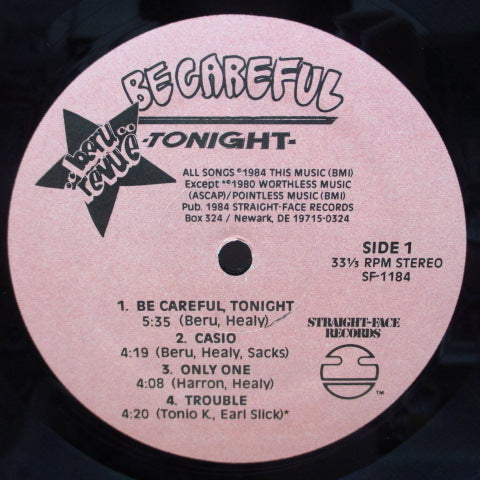 BE CAREFUL
-TONIGHT-
beru
revue
ALL SONGS ©1984 THIS MUSIC (BMI)
Except *©1980 WORTHLESS MUSIC
(ASCAP)/POINTLESS MUSIC (BMI)
Pub. 1984 STRAIGHT-FACE RECORDS
Box 324 / Newark, DE 19715-0324
SIDE 1
33⅓ RPM STEREO
SF-1184
1. BE CAREFUL, TONIGHT
5:35 (Beru, Healy)
2. CASIO
4:19 (Beru, Healy, Sacks)
3. ONLY ONE
4:08 (Harron, Healy)
4. TROUBLE
4:20 (Tonio K., Earl Slick)*
STRAIGHT-FACE
RECORDS
™